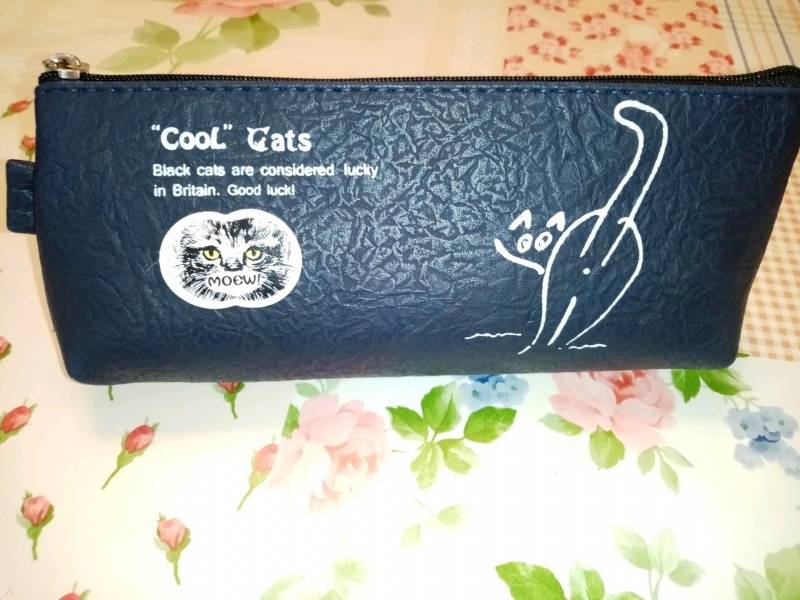 "CooL" Cats
Black cats are considered lucky
in Britain. Good luck!
MOEW!